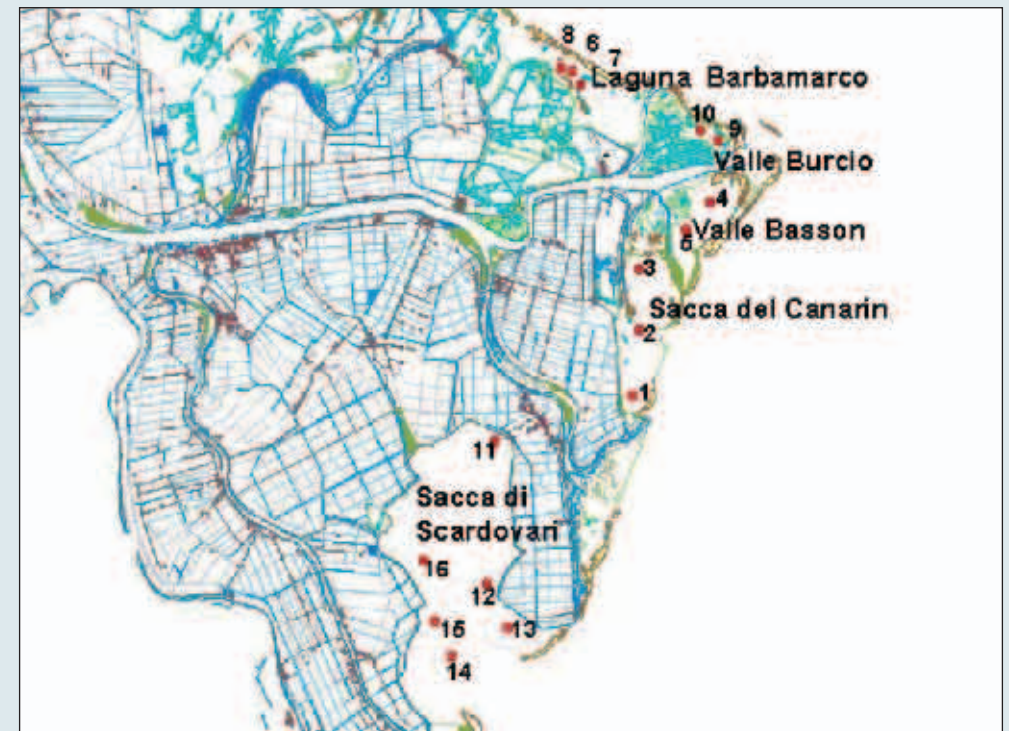 8
6
7
Laguna Barbamarco
10
9
Valle Burcio
4
5
Valle Basson
3
Sacca del Canarin
2
1
11
Sacca di
Scardovari
16
12
15
13
14